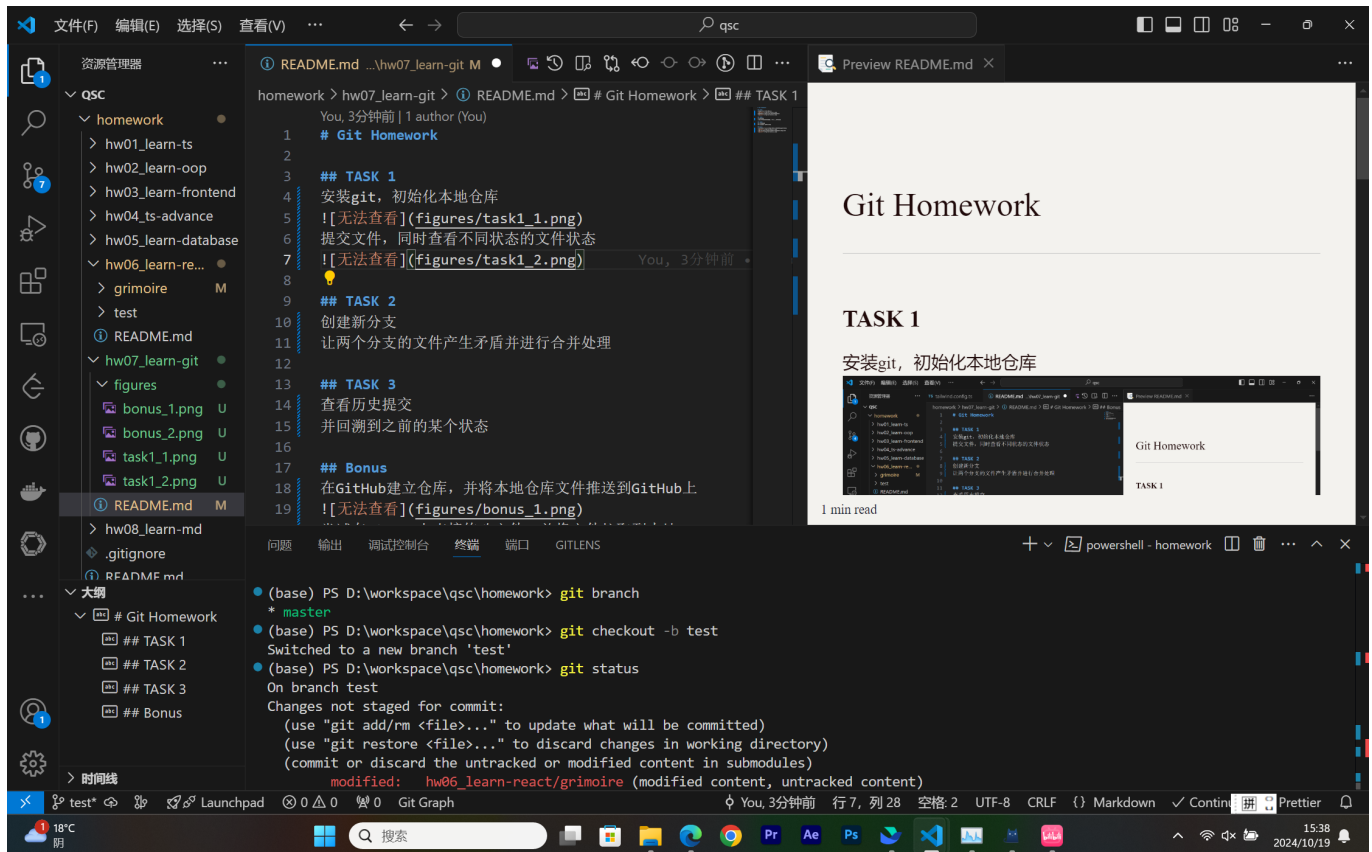 文件(F) 编辑(E) 选择(S) 查看(V) ··· qsc
资源管理器 ···
QSC
homework
hw01_learn-ts
hw02_learn-oop
hw03_learn-frontend
hw04_ts-advance
hw05_learn-database
hw06_learn-re...
grimoire M
test
README.md
hw07_learn-git
figures
bonus_1.png U
bonus_2.png U
task1_1.png U
task1_2.png U
README.md M
hw08_learn-md
.gitignore
README.md
大纲
# Git Homework
## TASK 1
## TASK 2
## TASK 3
## Bonus
时间线
README.md ...\hw07_learn-git M
homework > hw07_learn-git > README.md > # Git Homework > ## TASK 1
You, 3分钟前 | 1 author (You)
1 # Git Homework
2
3 ## TASK 1
4 安装git，初始化本地仓库
5 ![无法查看](figures/task1_1.png)
6 提交文件，同时查看不同状态的文件状态
7 ![无法查看](figures/task1_2.png) You, 3分钟前 •
8
9 ## TASK 2
10 创建新分支
11 让两个分支的文件产生矛盾并进行合并处理
12
13 ## TASK 3
14 查看历史提交
15 并回溯到之前的某个状态
16
17 ## Bonus
18 在GitHub建立仓库，并将本地仓库文件推送到GitHub上
19 ![无法查看](figures/bonus_1.png)
Preview README.md
Git Homework
TASK 1
安装git，初始化本地仓库
Git Homework
TASK 1
1 min read
问题 输出 调试控制台 终端 端口 GITLENS
powershell - homework
(base) PS D:\workspace\qsc\homework> git branch
* master
(base) PS D:\workspace\qsc\homework> git checkout -b test
Switched to a new branch 'test'
(base) PS D:\workspace\qsc\homework> git status
On branch test
Changes not staged for commit:
(use "git add/rm <file>..." to update what will be committed)
(use "git restore <file>..." to discard changes in working directory)
(commit or discard the untracked or modified content in submodules)
modified: hw06_learn-react/grimoire (modified content, untracked content)
test* Launchpad 0 0 0 Git Graph You, 3分钟前 行 7，列 28 空格: 2 UTF-8 CRLF {} Markdown 拼 Prettier
1 18°C
阴
搜索
Pr Ae Ps
15:38
2024/10/19